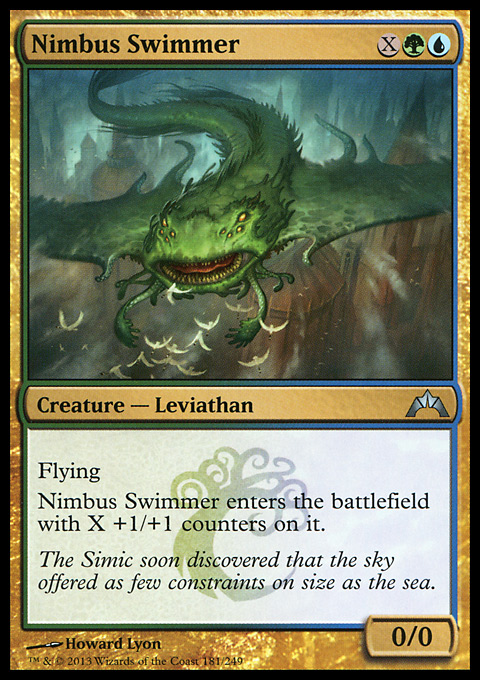 Nimbus Swimmer X
Creature — Leviathan
Flying
Nimbus Swimmer enters the battlefield
with X +1/+1 counters on it.
The Simic soon discovered that the sky
offered as few constraints on size as the sea.
0/0
Howard Lyon
™ & © 2013 Wizards of the Coast 181/249